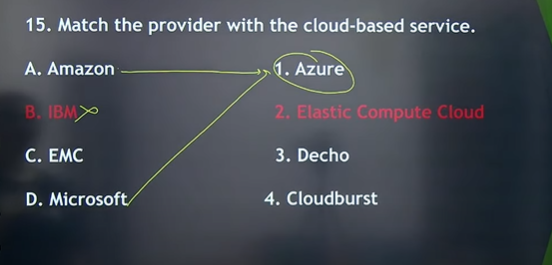 15. Match the provider with the cloud-based service.
A. Amazon 1. Azure
B. IBM 2. Elastic Compute Cloud
C. EMC 3. Decho
D. Microsoft 4. Cloudburst